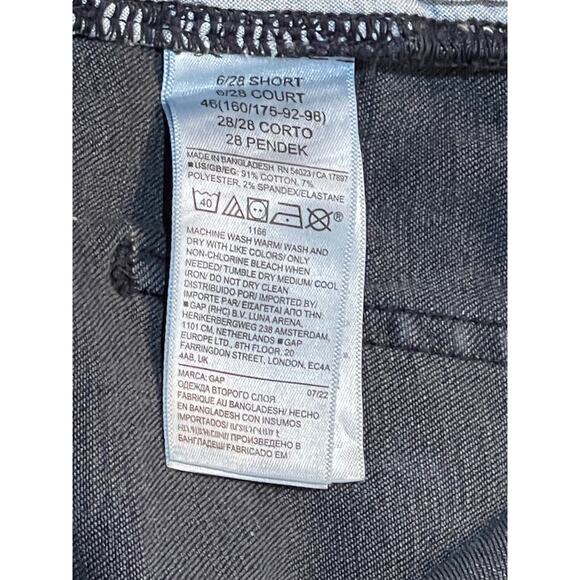 6/28 SHORT
6/28 COURT
46(160/175-92-98)
28/28 CORTO
28 PENDEK
MADE IN BANGLADESH RN 54023 / CA 17897
■ US/GB/EG: 91% COTTON, 7%
POLYESTER, 2% SPANDEX/ELASTANE
40 ®
1166
MACHINE WASH WARM/ WASH AND
DRY WITH LIKE COLORS/ ONLY
NON-CHLORINE BLEACH WHEN
NEEDED/ TUMBLE DRY MEDIUM/ COOL
IRON/ DO NOT DRY CLEAN
DISTRIBUIDO POR/ IMPORTED BY/
IMPORTE PAR/ ΕΙΣΑΓΕΤΑΙ ΑΠΟ ΤΗΝ:
■ GAP (RHC) B.V. LUNA ARENA,
HERIKERBERGWEG 238 AMSTERDAM,
1101 CM, NETHERLANDS ■ GAP
EUROPE LTD., 8TH FLOOR, 20
FARRINGDON STREET, LONDON, EC4A
4AB, UK
MARCA: GAP 07/22
ОДЕЖДА ВТОРОГО СЛОЯ
FABRIQUE AU BANGLADESH/ HECHO
EN BANGLADESH CON INSUMOS
IMPORTADOS/
БАНГЛАДЕШ/ FABRICADO EM